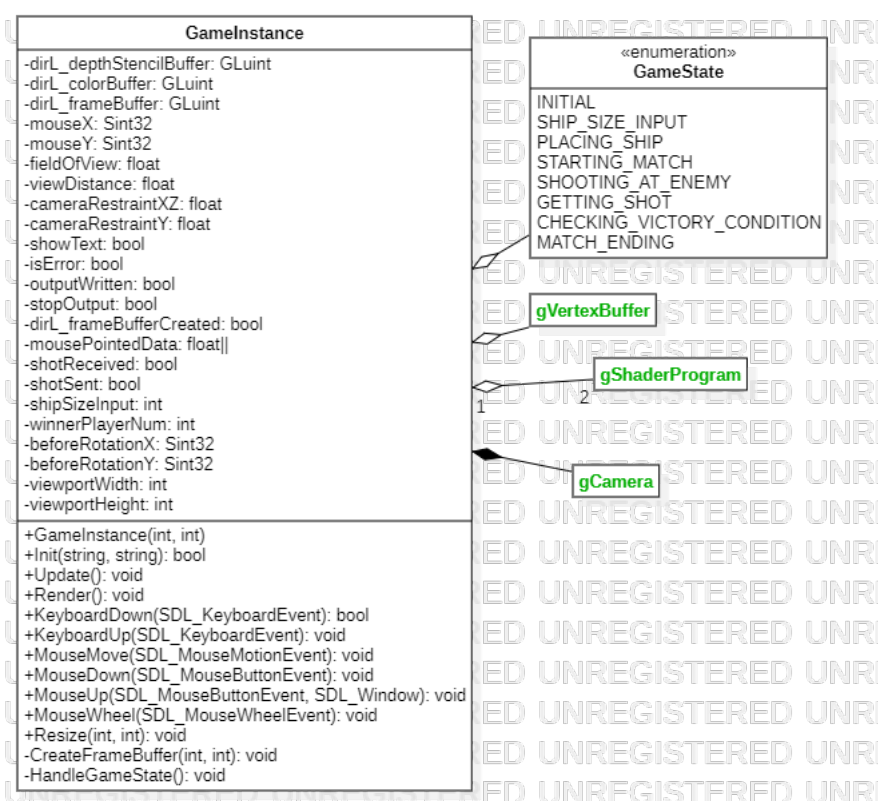 GameInstance
-dirL_depthStencilBuffer: GLuint
-dirL_colorBuffer: GLuint
-dirL_frameBuffer: GLuint
-mouseX: Sint32
-mouseY: Sint32
-fieldOfView: float
-viewDistance: float
-cameraRestraintXZ: float
-cameraRestraintY: float
-showText: bool
-isError: bool
-outputWritten: bool
-stopOutput: bool
-dirL_frameBufferCreated: bool
-mousePointedData: float||
-shotReceived: bool
-shotSent: bool
-shipSizeInput: int
-winnerPlayerNum: int
-beforeRotationX: Sint32
-beforeRotationY: Sint32
-viewportWidth: int
-viewportHeight: int
+GameInstance(int, int)
+Init(string, string): bool
+Update(): void
+Render(): void
+KeyboardDown(SDL_KeyboardEvent): bool
+KeyboardUp(SDL_KeyboardEvent): void
+MouseMove(SDL_MouseMotionEvent): void
+MouseDown(SDL_MouseButtonEvent): void
+MouseUp(SDL_MouseButtonEvent, SDL_Window): void
+MouseWheel(SDL_MouseWheelEvent): void
+Resize(int, int): void
-CreateFrameBuffer(int, int): void
-HandleGameState(): void
«enumeration»
GameState
INITIAL
SHIP_SIZE_INPUT
PLACING_SHIP
STARTING_MATCH
SHOOTING_AT_ENEMY
GETTING_SHOT
CHECKING_VICTORY_CONDITION
MATCH_ENDING
gVertexBuffer
gShaderProgram
1
2
gCamera
UNREGISTERED